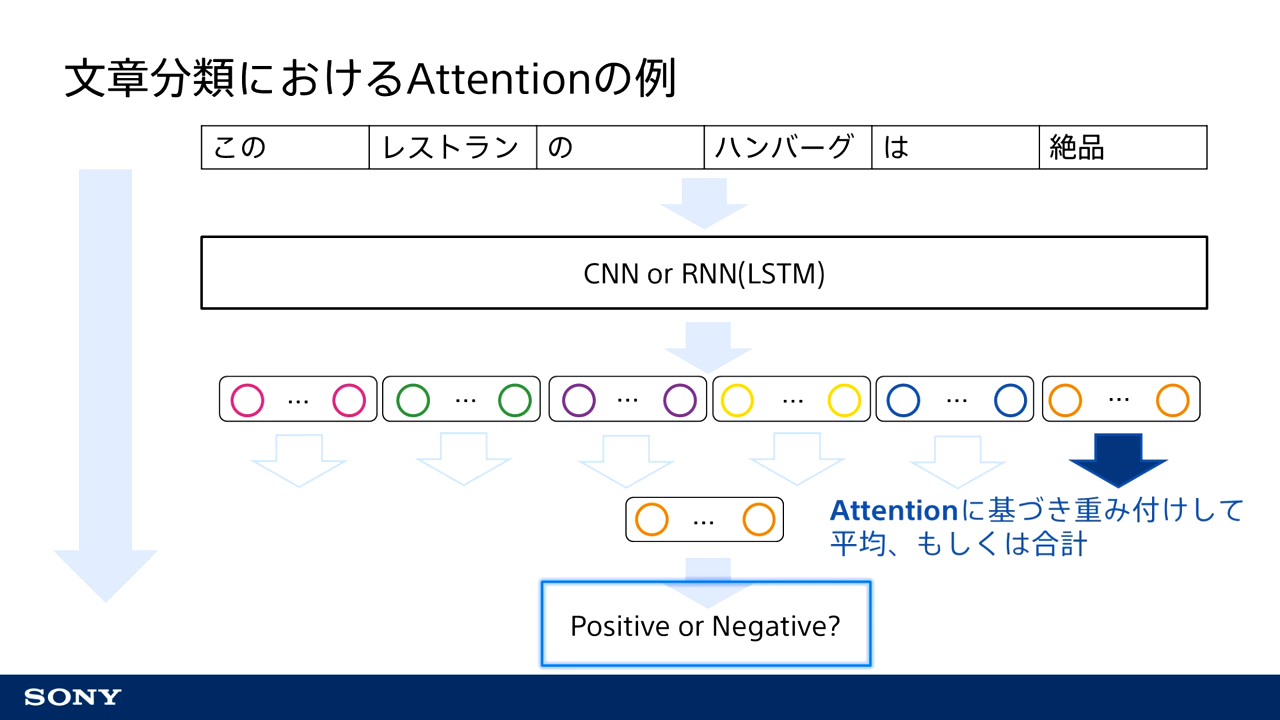 文章分類におけるAttentionの例
この レストラン の ハンバーグ は 絶品
CNN or RNN(LSTM)
... ... ... ... ... ...
...
Attentionに基づき重み付けして
平均、もしくは合計
Positive or Negative?
SONY